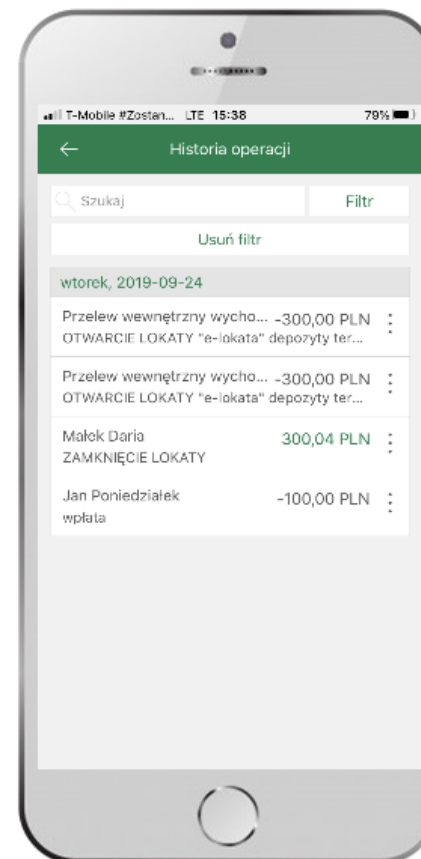 T-Mobile #Zostan... LTE 15:38 79%
Historia operacji
Szukaj Filtr
Usuń filtr
wtorek, 2019-09-24
Przelew wewnętrzny wycho... -300,00 PLN
OTWARCIE LOKATY "e-lokata" depozyty ter...
Przelew wewnętrzny wycho... -300,00 PLN
OTWARCIE LOKATY "e-lokata" depozyty ter...
Małek Daria 300,04 PLN
ZAMKNIĘCIE LOKATY
Jan Poniedziałek -100,00 PLN
wpłata